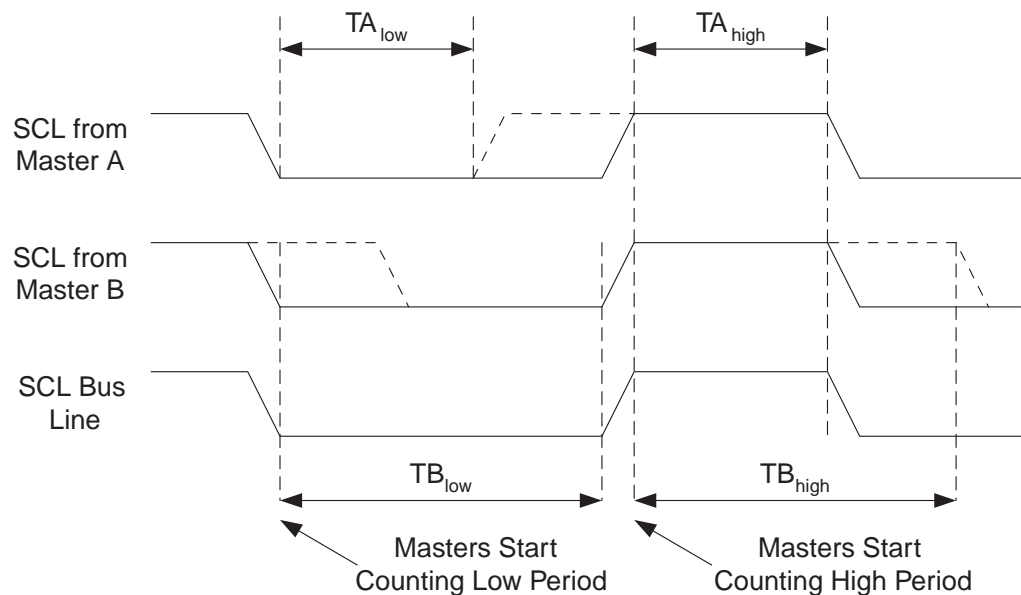 TA low
TA high
SCL from
Master A
SCL from
Master B
SCL Bus
Line
TB low
TB high
Masters Start
Counting Low Period
Masters Start
Counting High Period